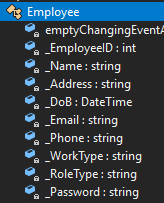 Employee
emptyChangingEventA
_EmployeeID : int
_Name : string
_Address : string
_DoB : DateTime
_Email : string
_Phone : string
_WorkType : string
_RoleType : string
_Password : string